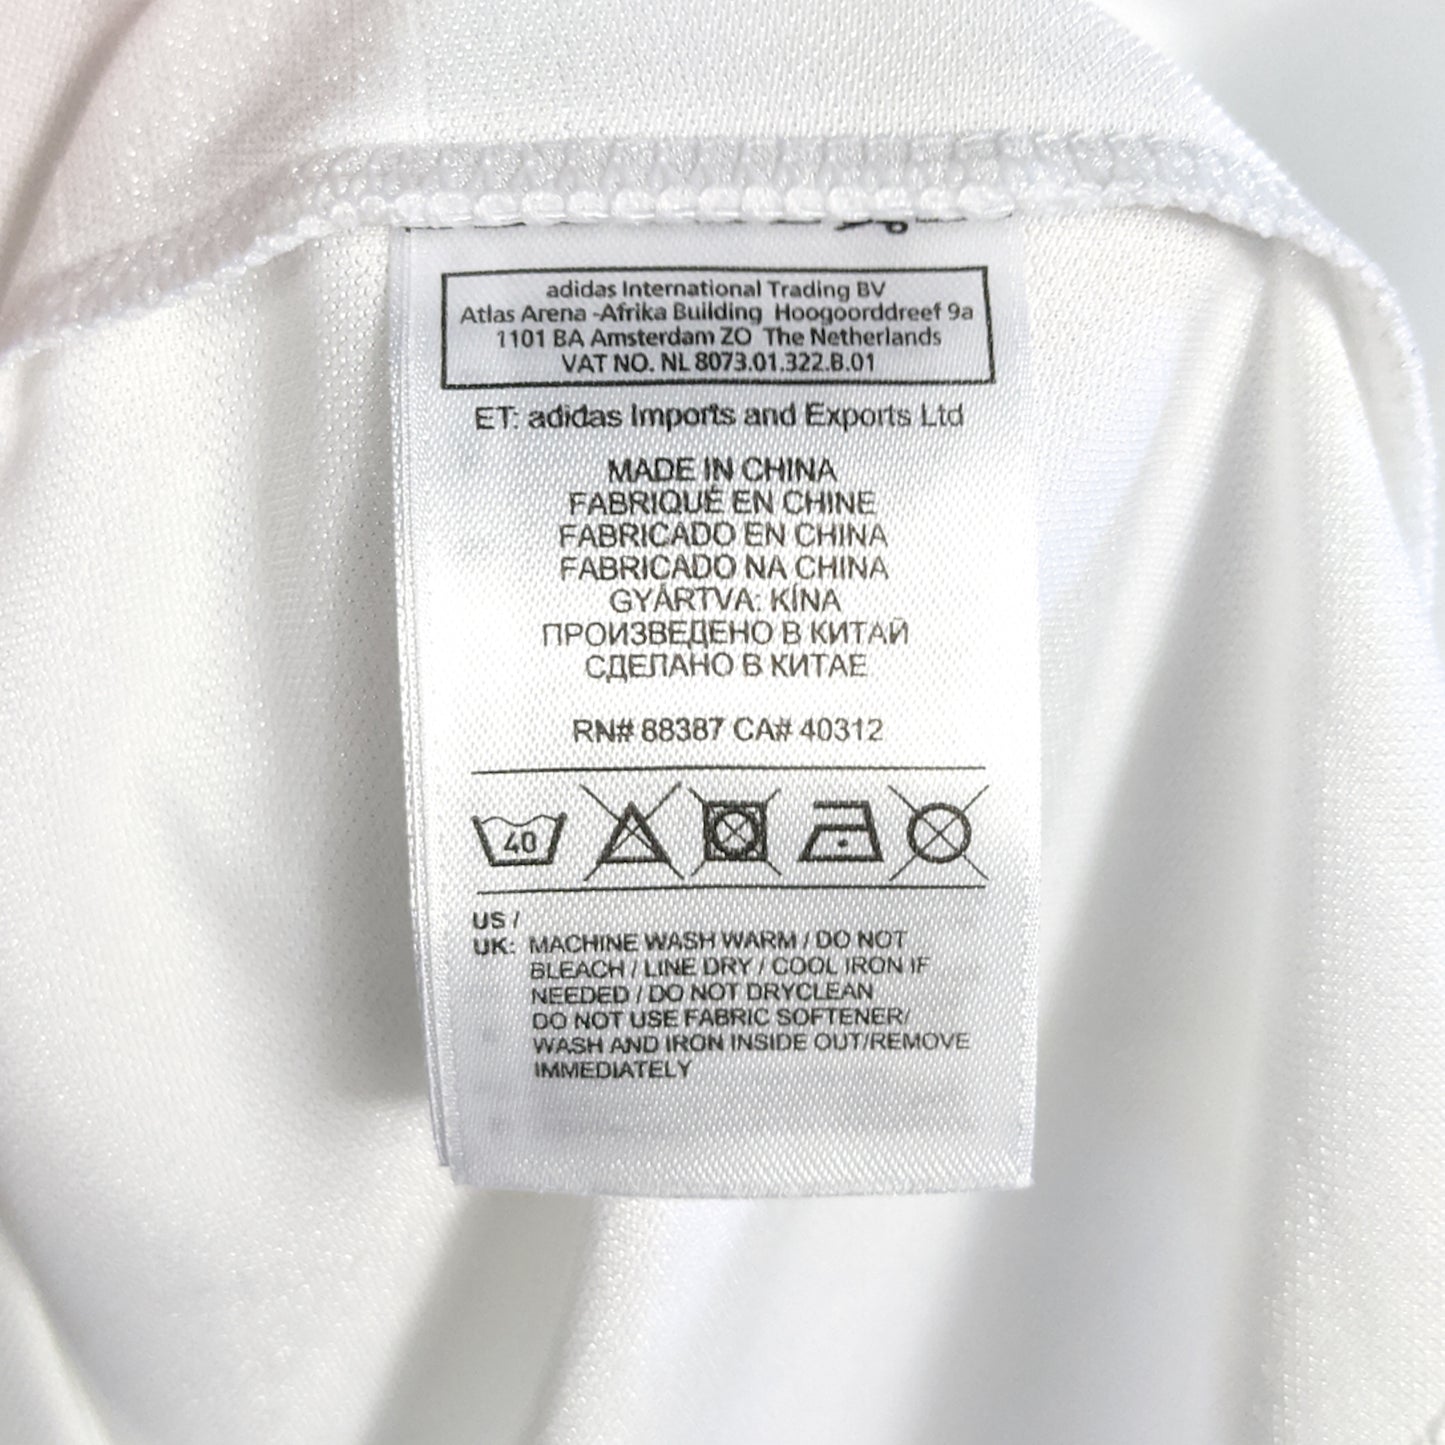 adidas International Trading BV
Atlas Arena -Afrika Building Hoogoorddreef 9a
1101 BA Amsterdam ZO The Netherlands
VAT NO. NL 8073.01.322.B.01
ET: adidas Imports and Exports Ltd
MADE IN CHINA
FABRIQUÉ EN CHINE
FABRICADO EN CHINA
FABRICADO NA CHINA
GYÁRTVA: KÍNA
ПРОИЗВЕДЕНО В КИТАЙ
СДЕЛАНО В КИТАЕ
RN# 88387 CA# 40312
40
US /
UK: MACHINE WASH WARM / DO NOT
BLEACH / LINE DRY / COOL IRON IF
NEEDED / DO NOT DRYCLEAN
DO NOT USE FABRIC SOFTENER/
WASH AND IRON INSIDE OUT/REMOVE
IMMEDIATELY